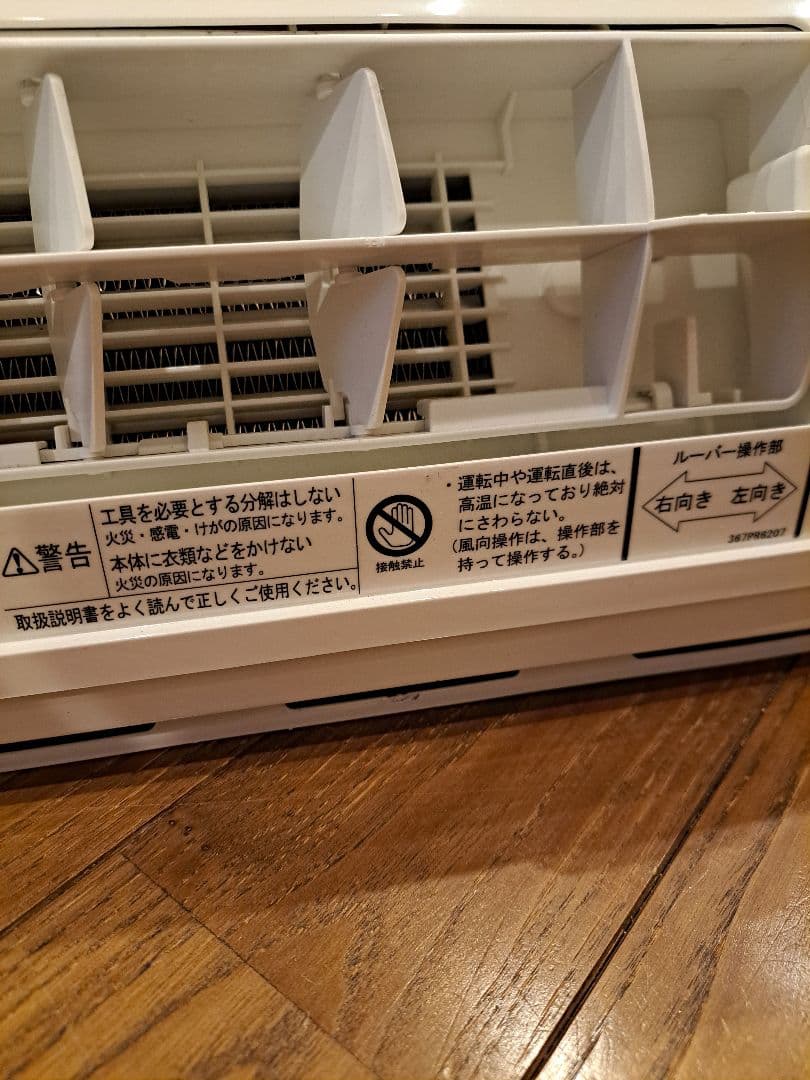 警告
工具を必要とする分解はしない
火災・感電・けがの原因になります。
本体に衣類などをかけない
火災の原因になります。
取扱説明書をよく読んで正しくご使用ください。
接触禁止
・運転中や運転直後は、
高温になっており絶対
にさわらない。
(風向操作は、操作部を
持って操作する。)
ルーバー操作部
右向き 左向き
367PR8207